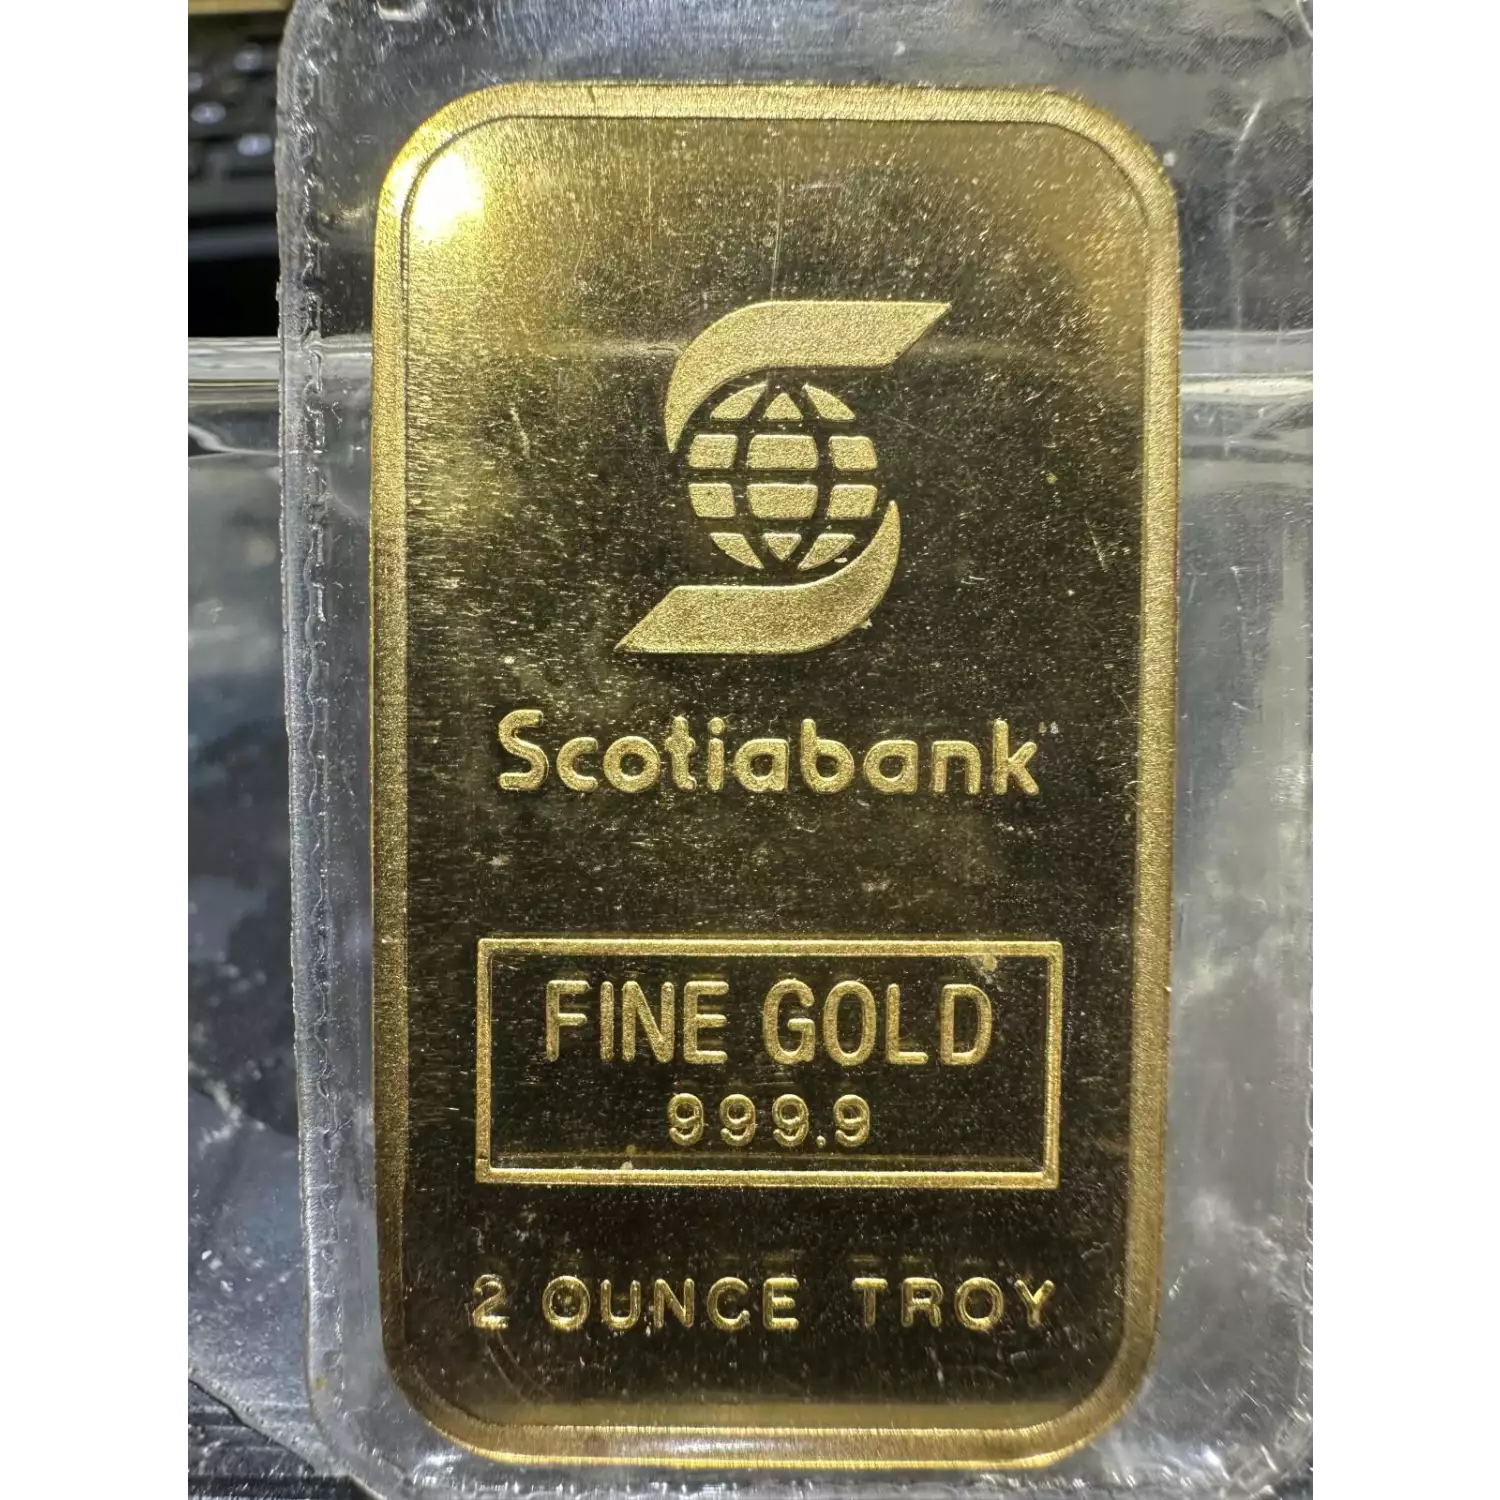 Scotiabank
FINE GOLD
999.9
2 OUNCE TROY